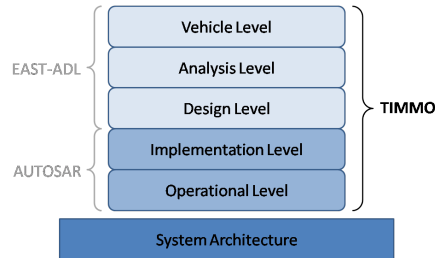 Vehicle Level
EAST-ADL
Analysis Level
Design Level
TIMMO
Implementation Level
AUTOSAR
Operational Level
System Architecture